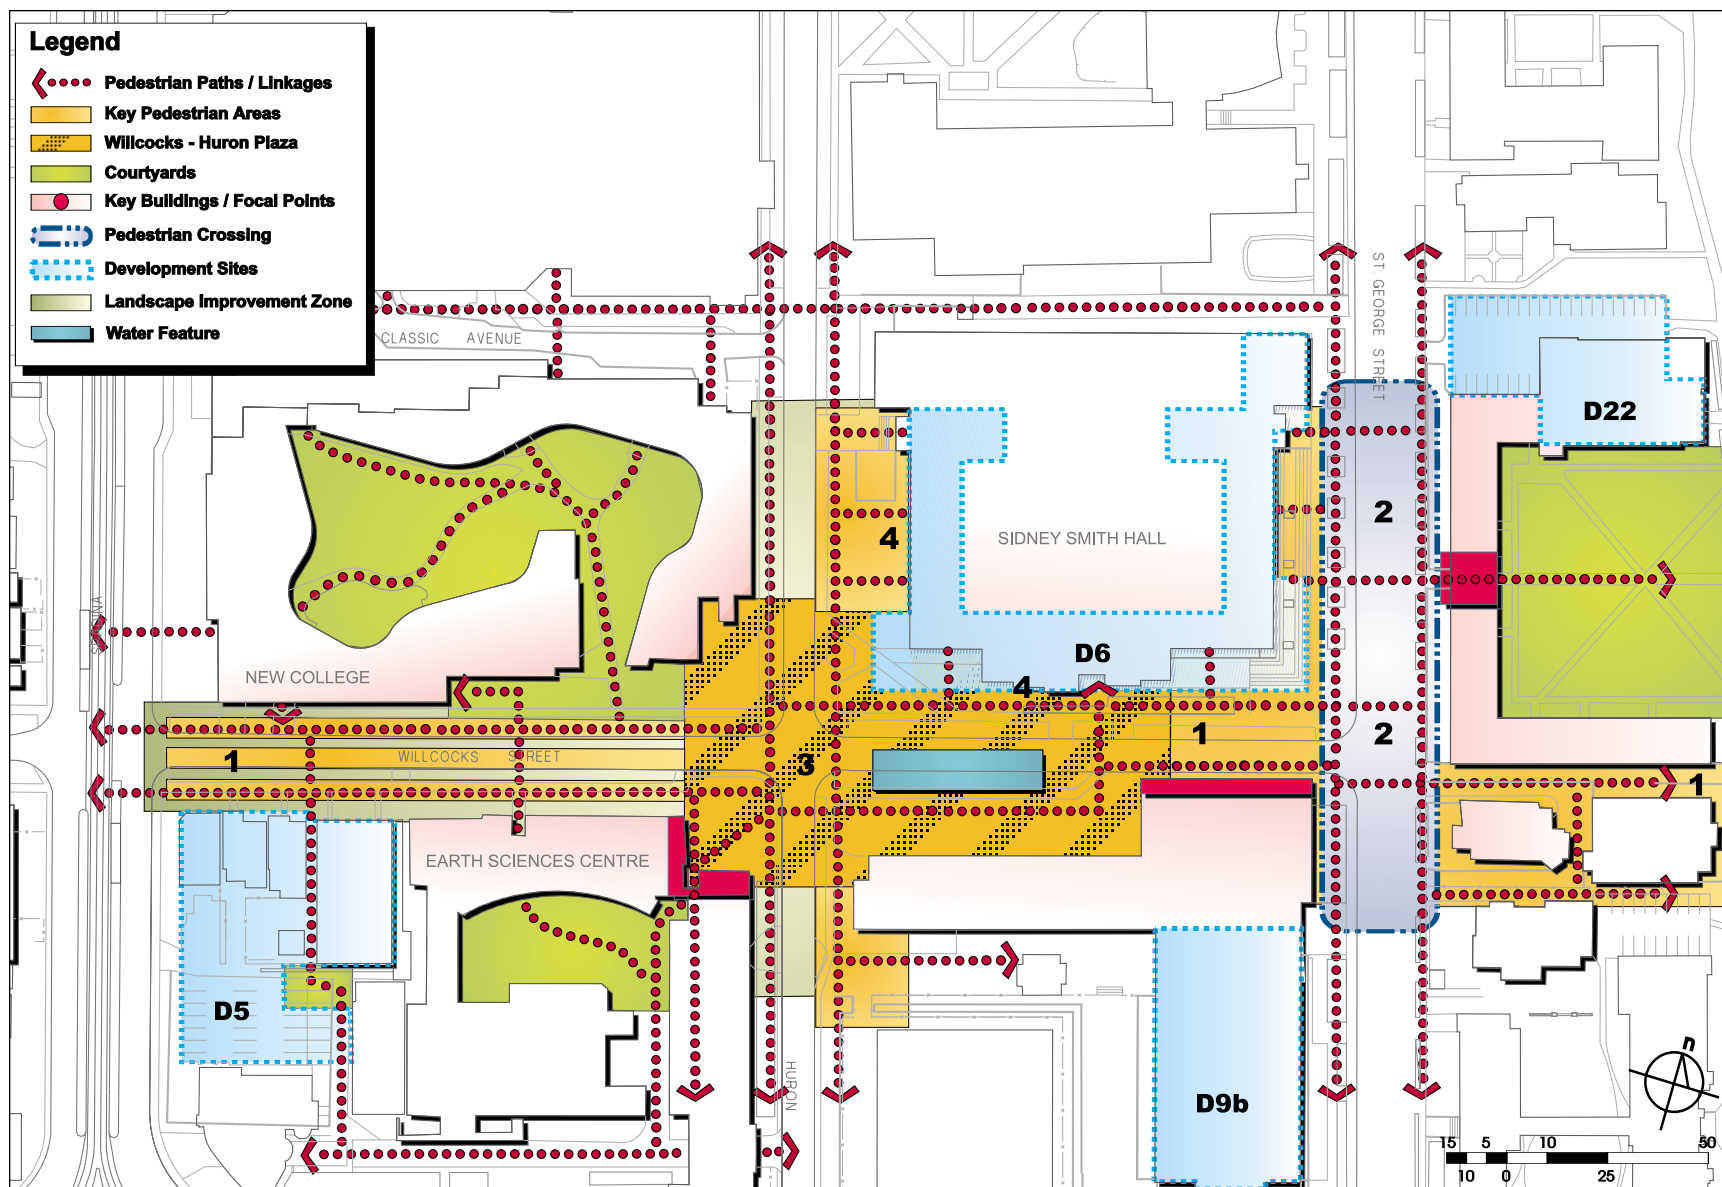 Legend
Pedestrian Paths / Linkages
Key Pedestrian Areas
Willcocks - Huron Plaza
Courtyards
Key Buildings / Focal Points
Pedestrian Crossing
Development Sites
Landscape Improvement Zone
Water Feature
CLASSIC AVENUE
ST. GEORGE STREET
D22
2
4
SIDNEY SMITH HALL
SPADINA
D6
NEW COLLEGE
4
1
2
1
WILLCOCKS STREET
3
1
EARTH SCIENCES CENTRE
D5
HURON
D9b
n
15 5 10 50
10 0 25